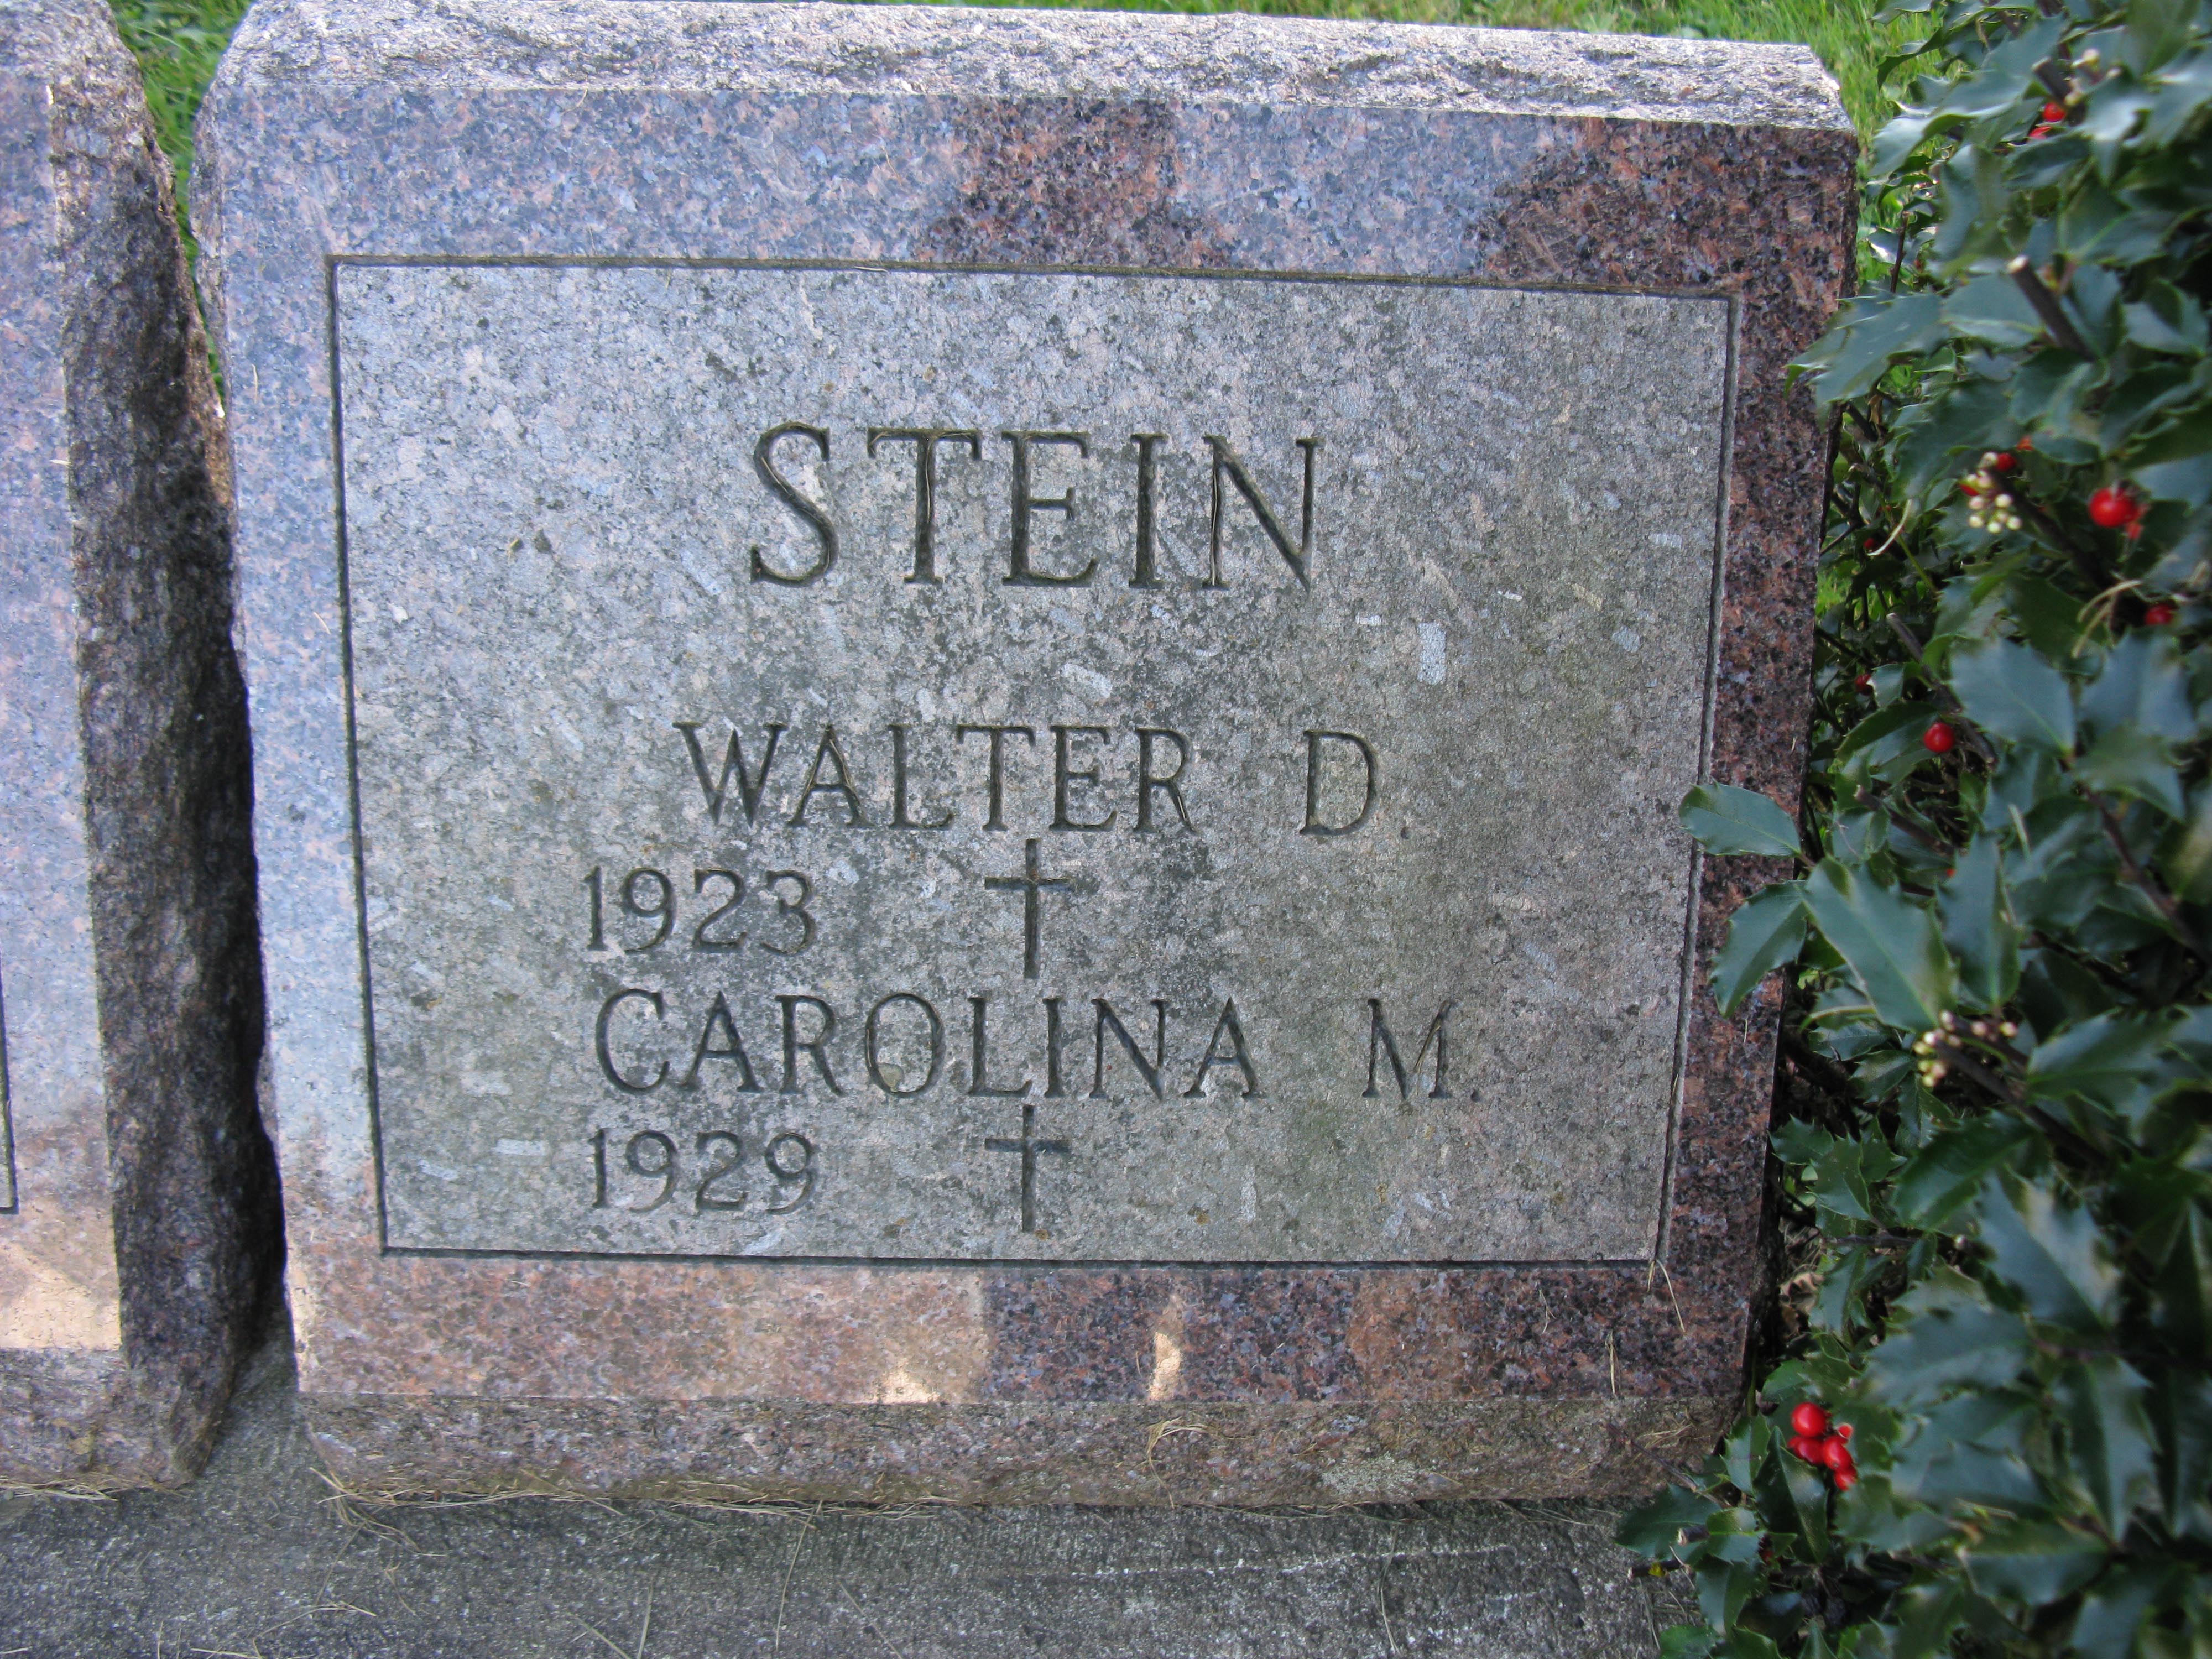 STEIN
WALTER D.
1923 †
CAROLINA M.
1929 †